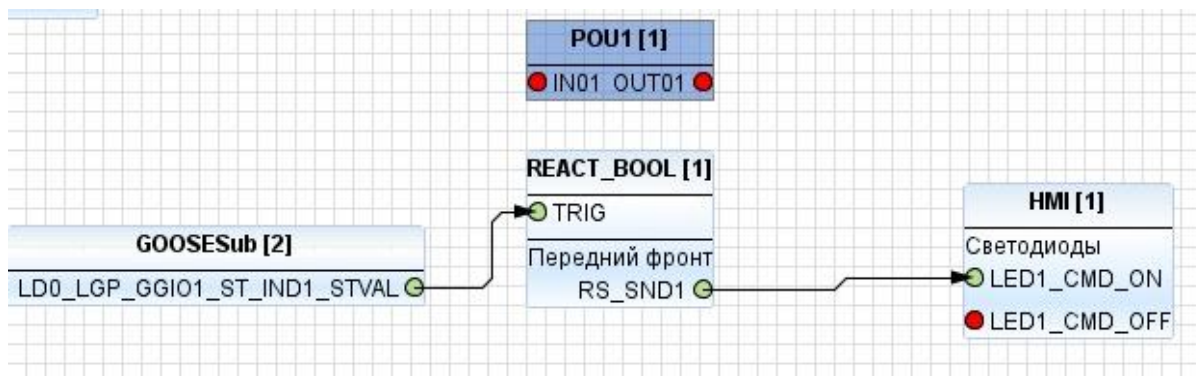 POU1 [1]
IN01 OUT01
REACT_BOOL [1]
TRIG
Передний фронт
RS_SND1
GOOSESub [2]
LD0_LGP_GGIO1_ST_IND1_STVAL
HMI [1]
Светодиоды
LED1_CMD_ON
LED1_CMD_OFF